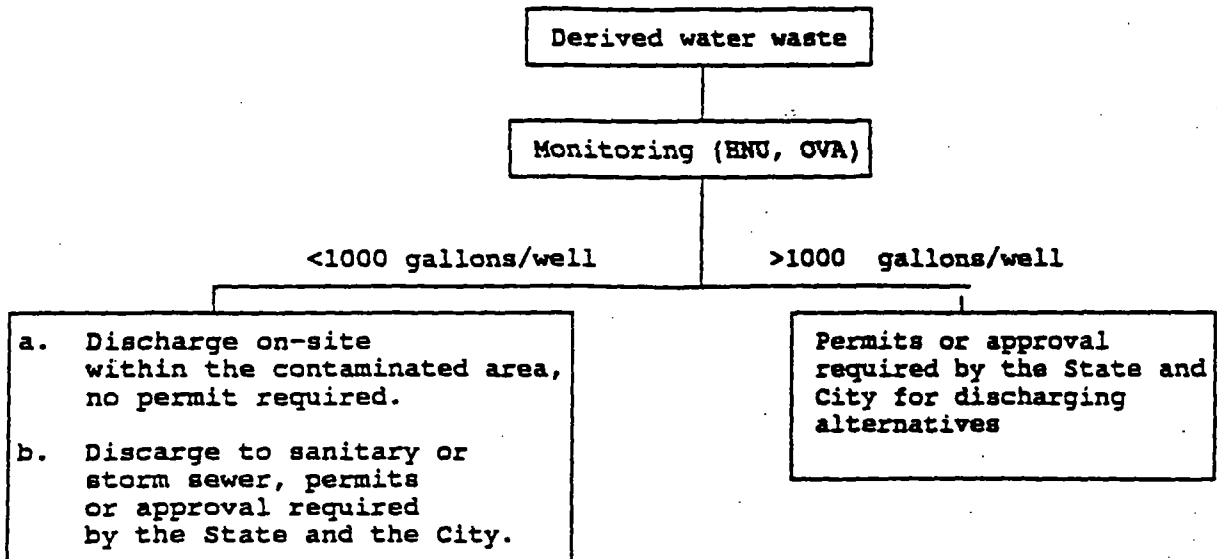 Derived water waste
Monitoring (HNU, OVA)
<1000 gallons/well
>1000 gallons/well
a. Discharge on-site
within the contaminated area,
no permit required.
b. Discarge to sanitary or
storm sewer, permits
or approval required
by the State and the City.
Permits or approval
required by the State and
City for discharging
alternatives